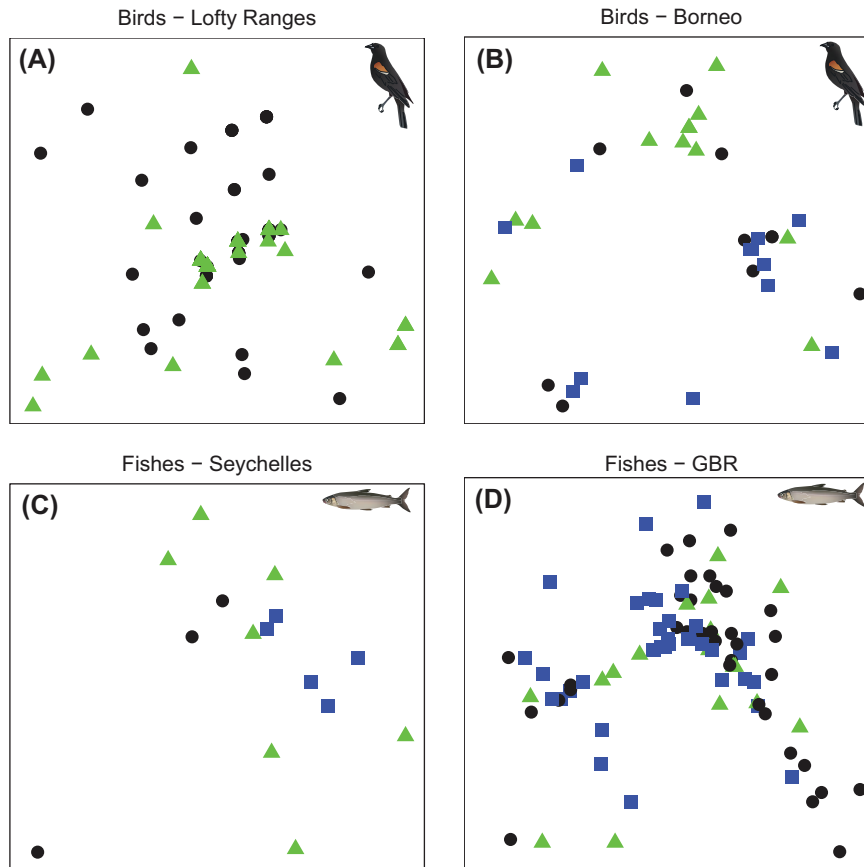 Birds − Lofty Ranges
Birds − Borneo
(A)
(B)
Fishes − Seychelles
Fishes − GBR
(C)
(D)